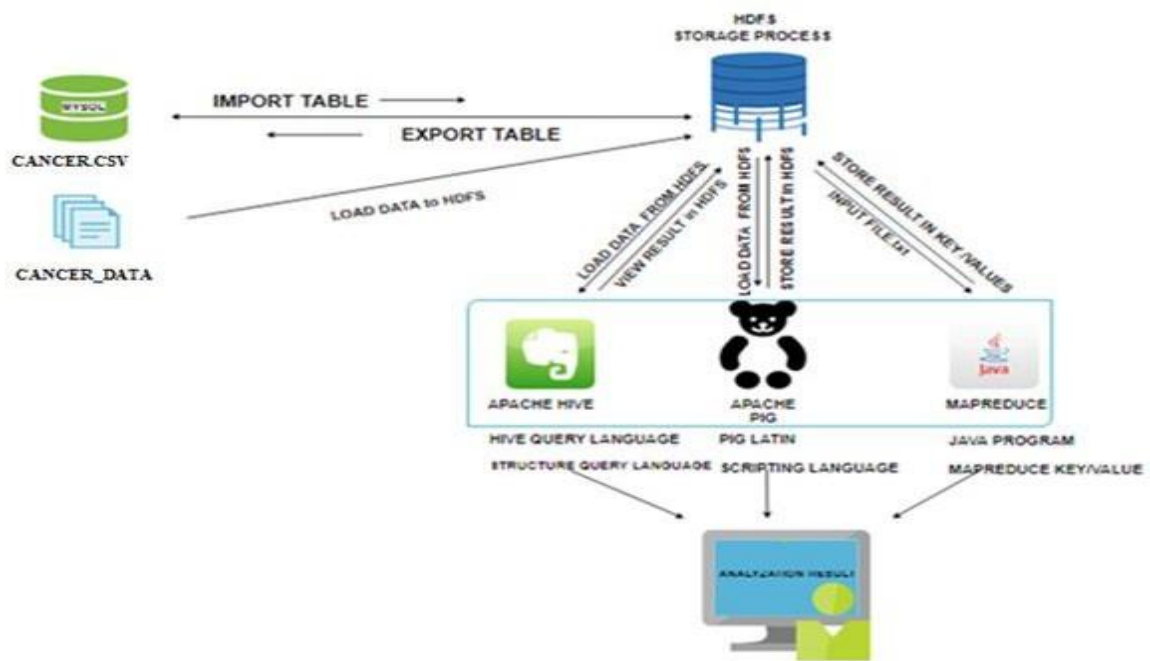 HDFS
STORAGE PROCESS
MYSQL
IMPORT TABLE
EXPORT TABLE
CANCER.CSV
LOAD DATA to HDFS
CANCER_DATA
LOAD DATA FROM HDFS
VIEW RESULT in HDFS
LOAD DATA FROM HDFS
STORE RESULT in HDFS
STORE RESULT IN KEY /VALUES
INPUT FILE.txt
Java
APACHE HIVE
APACHE
PIG
MAPREDUCE
HIVE QUERY LANGUAGE
PIG LATIN
JAVA PROGRAM
STRUCTURE QUERY LANGUAGE
SCRIPTING LANGUAGE
MAPREDUCE KEY/VALUE
ANALYZATION RESULT